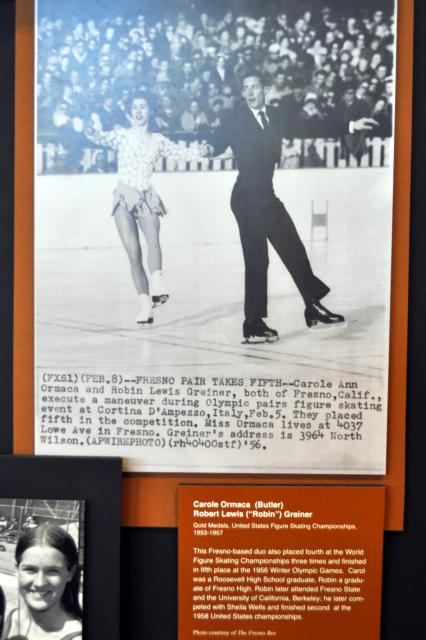 (FXS1)(FEB.8)--FRESNO PAIR TAKES FIFTH--Carole Ann
Ormaca and Robin Lewis Greiner, both of Fresno,Calif.,
execute a maneuver during Olympic pairs figure skating
event at Cortina D'Ampezzo,Italy,Feb.5. They placed
fifth in the competition. Miss Ormaca lives at 4037
Lowe Ave in Fresno. Greiner's address is 3964 North
Wilson.(APWIREPHOTO)(rh40400stf)'56.
Carole Ormaca (Butler)
Robert Lewis ("Robin") Greiner
Gold Medals, United States Figure Skating Championships,
1953-1957
This Fresno-based duo also placed fourth at the World
Figure Skating Championships three times and finished
in fifth place at the 1956 Winter Olympic Games. Carol
was a Roosevelt High School graduate, Robin a gradu-
ate of Fresno High. Robin later attended Fresno State
and the University of California, Berkeley; he later com-
peted with Sheila Wells and finished second at the
1958 United States championships.
Photo courtesy of The Fresno Bee